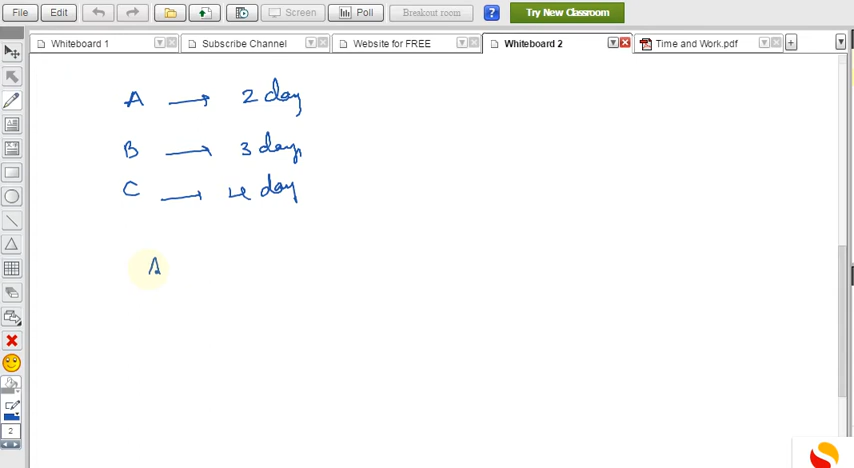 File Edit Screen Poll Breakout room ? Try New Classroom
Whiteboard 1 Subscribe Channel Website for FREE Whiteboard 2 Time and Work.pdf +
A → 2 day
B → 3 day
C → 4 day
A
2